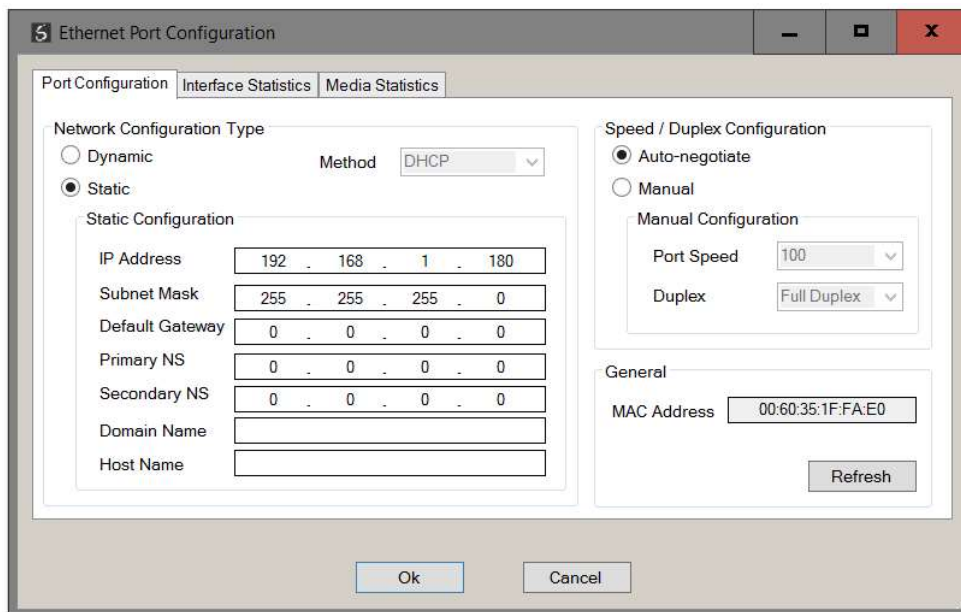 Ethernet Port Configuration
Port Configuration
Interface Statistics
Media Statistics
Network Configuration Type
Dynamic
Method
DHCP
Static
Static Configuration
IP Address
192 . 168 . 1 . 180
Subnet Mask
255 . 255 . 255 . 0
Default Gateway
0 . 0 . 0 . 0
Primary NS
0 . 0 . 0 . 0
Secondary NS
0 . 0 . 0 . 0
Domain Name
Host Name
Speed / Duplex Configuration
Auto-negotiate
Manual
Manual Configuration
Port Speed
100
Duplex
Full Duplex
General
MAC Address
00:60:35:1F:FA:E0
Refresh
Ok
Cancel